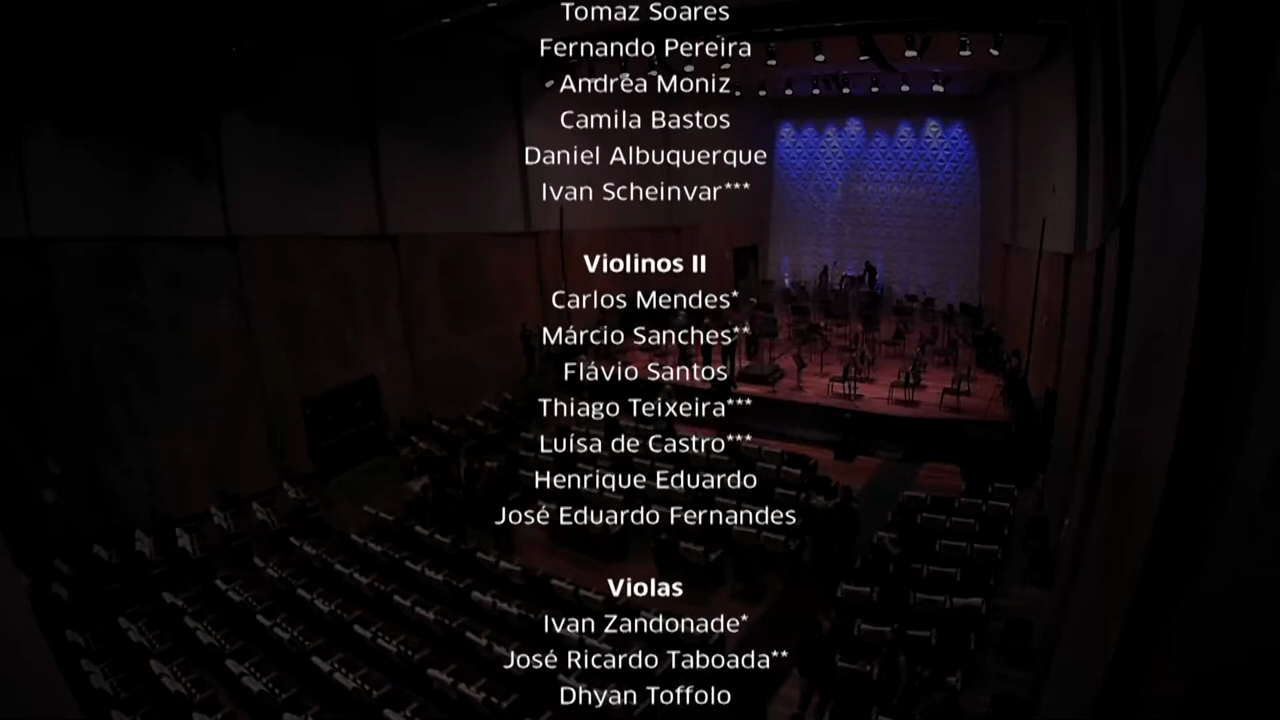 Tomaz Soares
Fernando Pereira
Andréa Moniz
Camila Bastos
Daniel Albuquerque
Ivan Scheinvar***
Violinos II
Carlos Mendes*
Márcio Sanches**
Flávio Santos
Thiago Teixeira***
Luísa de Castro***
Henrique Eduardo
José Eduardo Fernandes
Violas
Ivan Zandonade*
José Ricardo Taboada**
Dhyan Toffolo